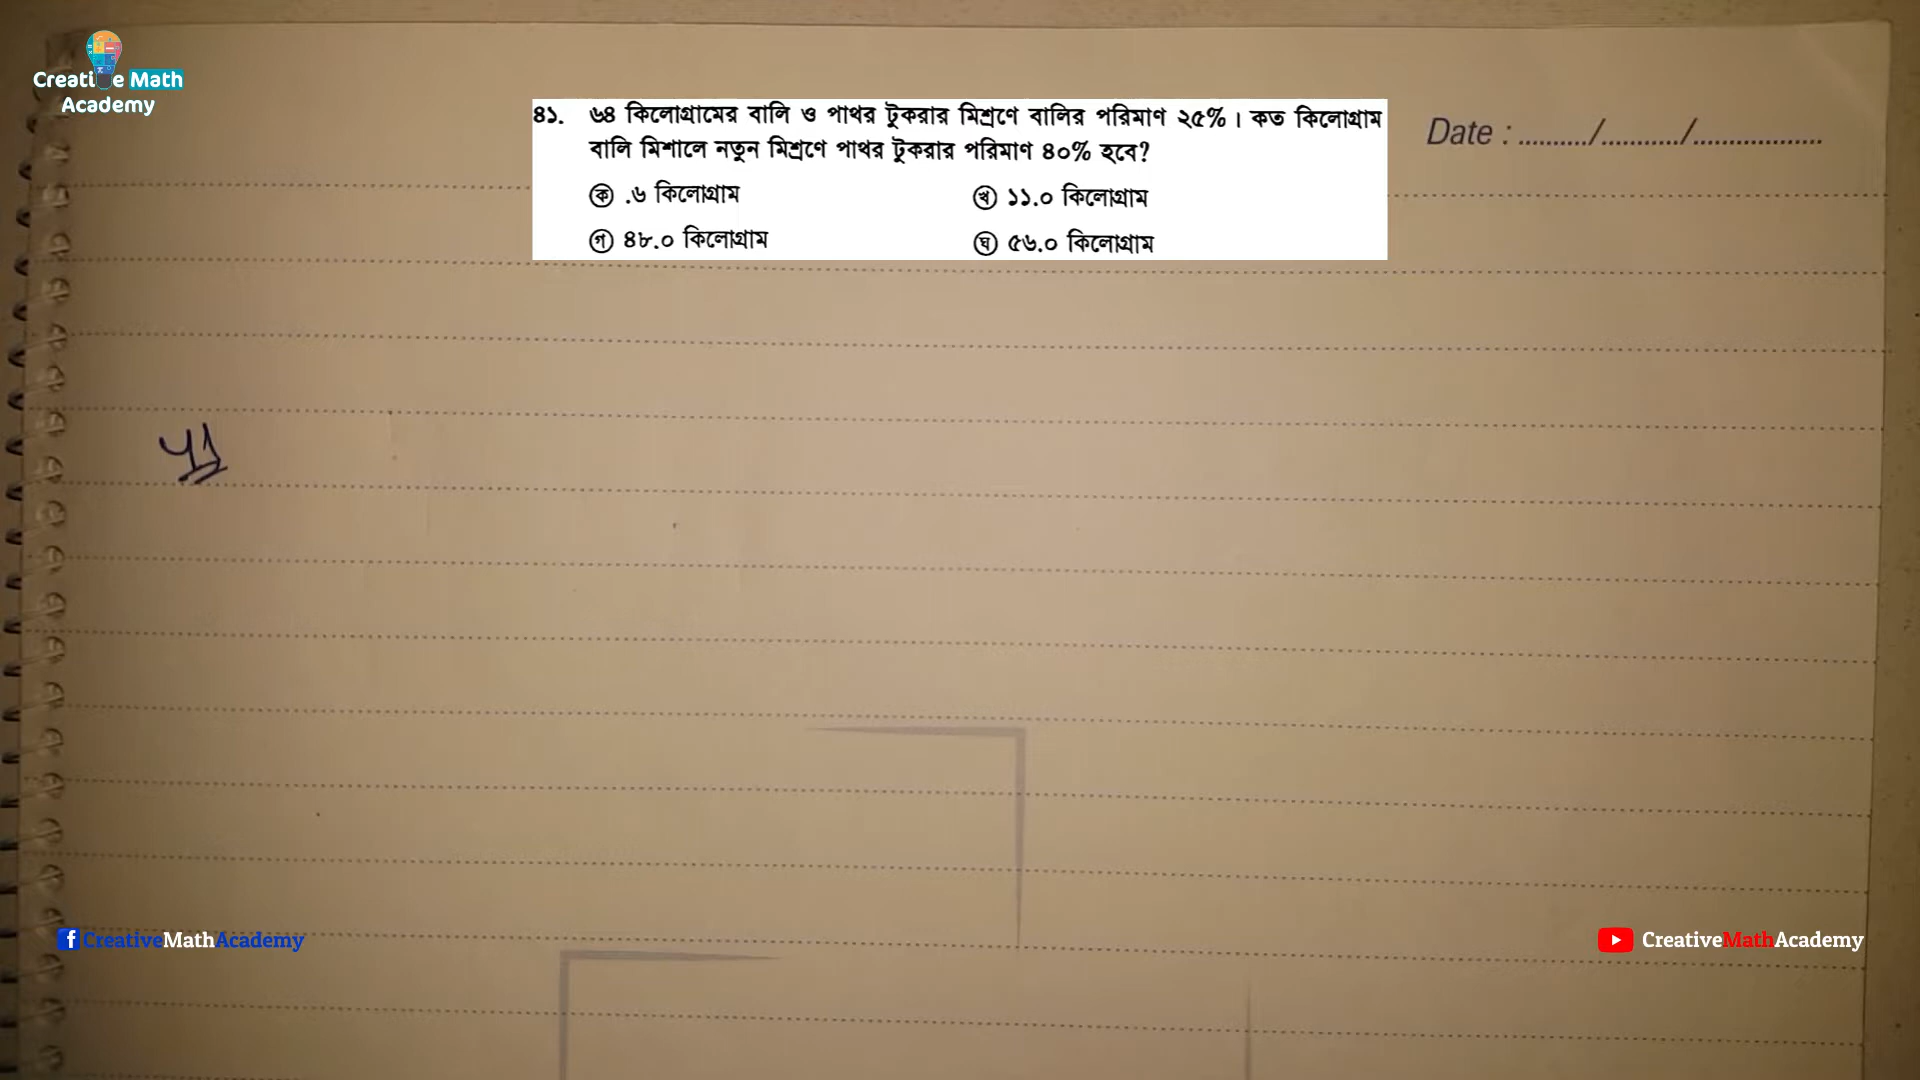 Creative Math
Academy
৪১. ৬৪ কিলোগ্রামের বালি ও পাথর টুকরার মিশ্রণে বালির পরিমাণ ২৫%। কত কিলোগ্রাম
বালি মিশালে নতুন মিশ্রণে পাথর টুকরার পরিমাণ ৪০% হবে?
ক .৬ কিলোগ্রাম
খ ১১.০ কিলোগ্রাম
গ ৪৮.০ কিলোগ্রাম
ঘ ৫৬.০ কিলোগ্রাম
Date : ........../.........../..................
CreativeMathAcademy
CreativeMathAcademy